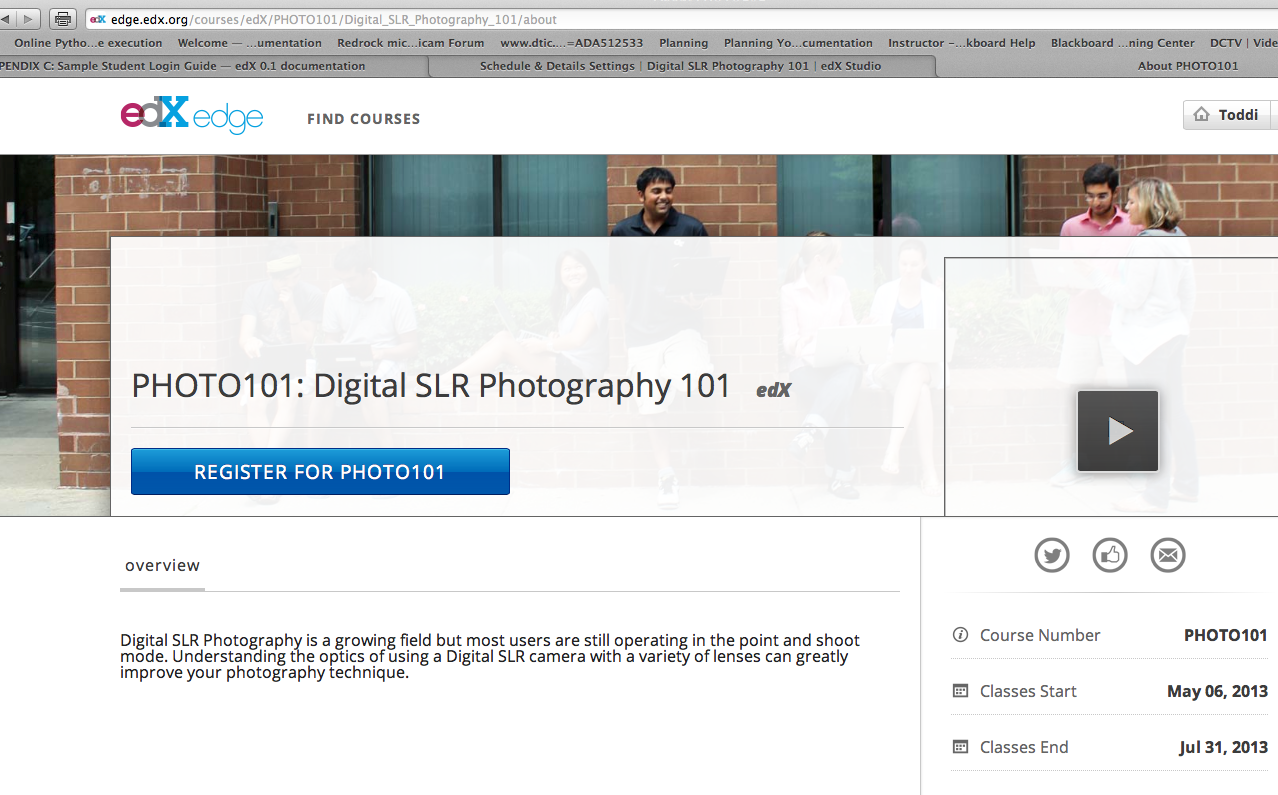 edX edge.edx.org/courses/edX/PHOTO101/Digital_SLR_Photography_101/about
Online Pytho...e execution Welcome — ...umentation Redrock mic...icam Forum www.dtic....=ADA512533 Planning Planning Yo...cumentation Instructor -...kboard Help Blackboard ...ning Center DCTV | Vide
PENDIX C: Sample Student Login Guide — edX 0.1 documentation Schedule & Details Settings | Digital SLR Photography 101 | edX Studio About PHOTO101
edX edge FIND COURSES Toddi
PHOTO101: Digital SLR Photography 101 edX
REGISTER FOR PHOTO101
overview
Digital SLR Photography is a growing field but most users are still operating in the point and shoot
mode. Understanding the optics of using a Digital SLR camera with a variety of lenses can greatly
improve your photography technique.
Course Number PHOTO101
Classes Start May 06, 2013
Classes End Jul 31, 2013